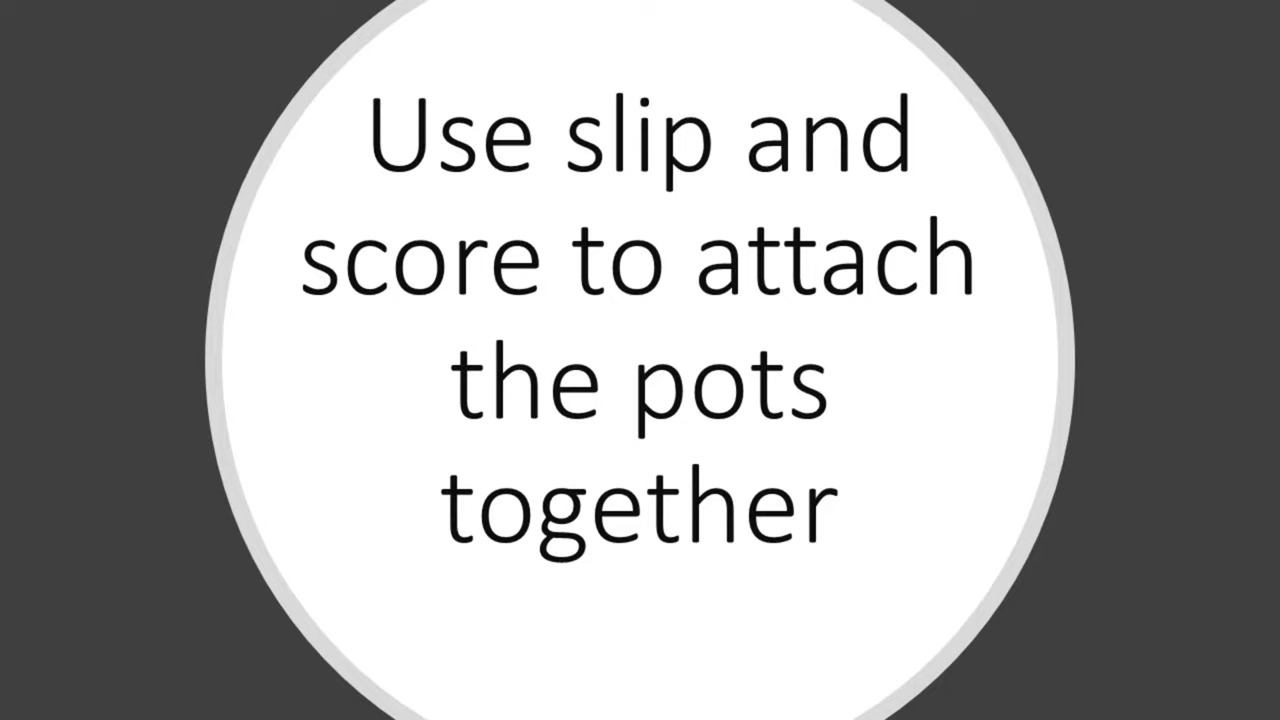 Use slip and
score to attach
the pots
together